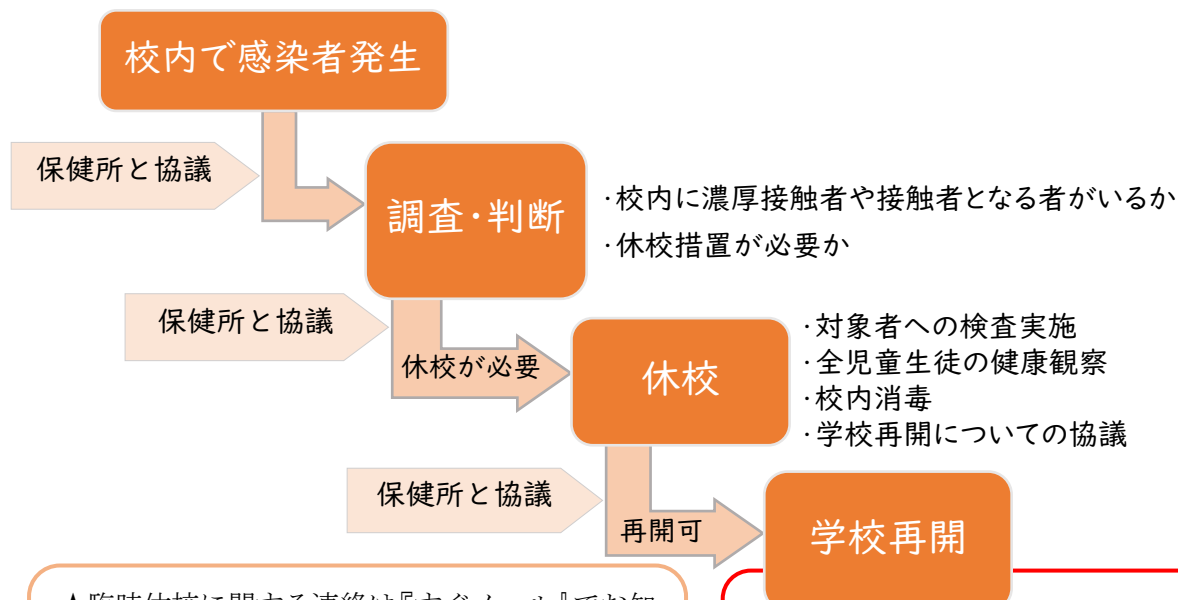 校内で感染者発生
保健所と協議
調査・判断
・校内に濃厚接触者や接触者となる者がいるか
・休校措置が必要か
保健所と協議
休校が必要
休校
・対象者への検査実施
・全児童生徒の健康観察
・校内消毒
・学校再開についての協議
保健所と協議
再開可
学校再開